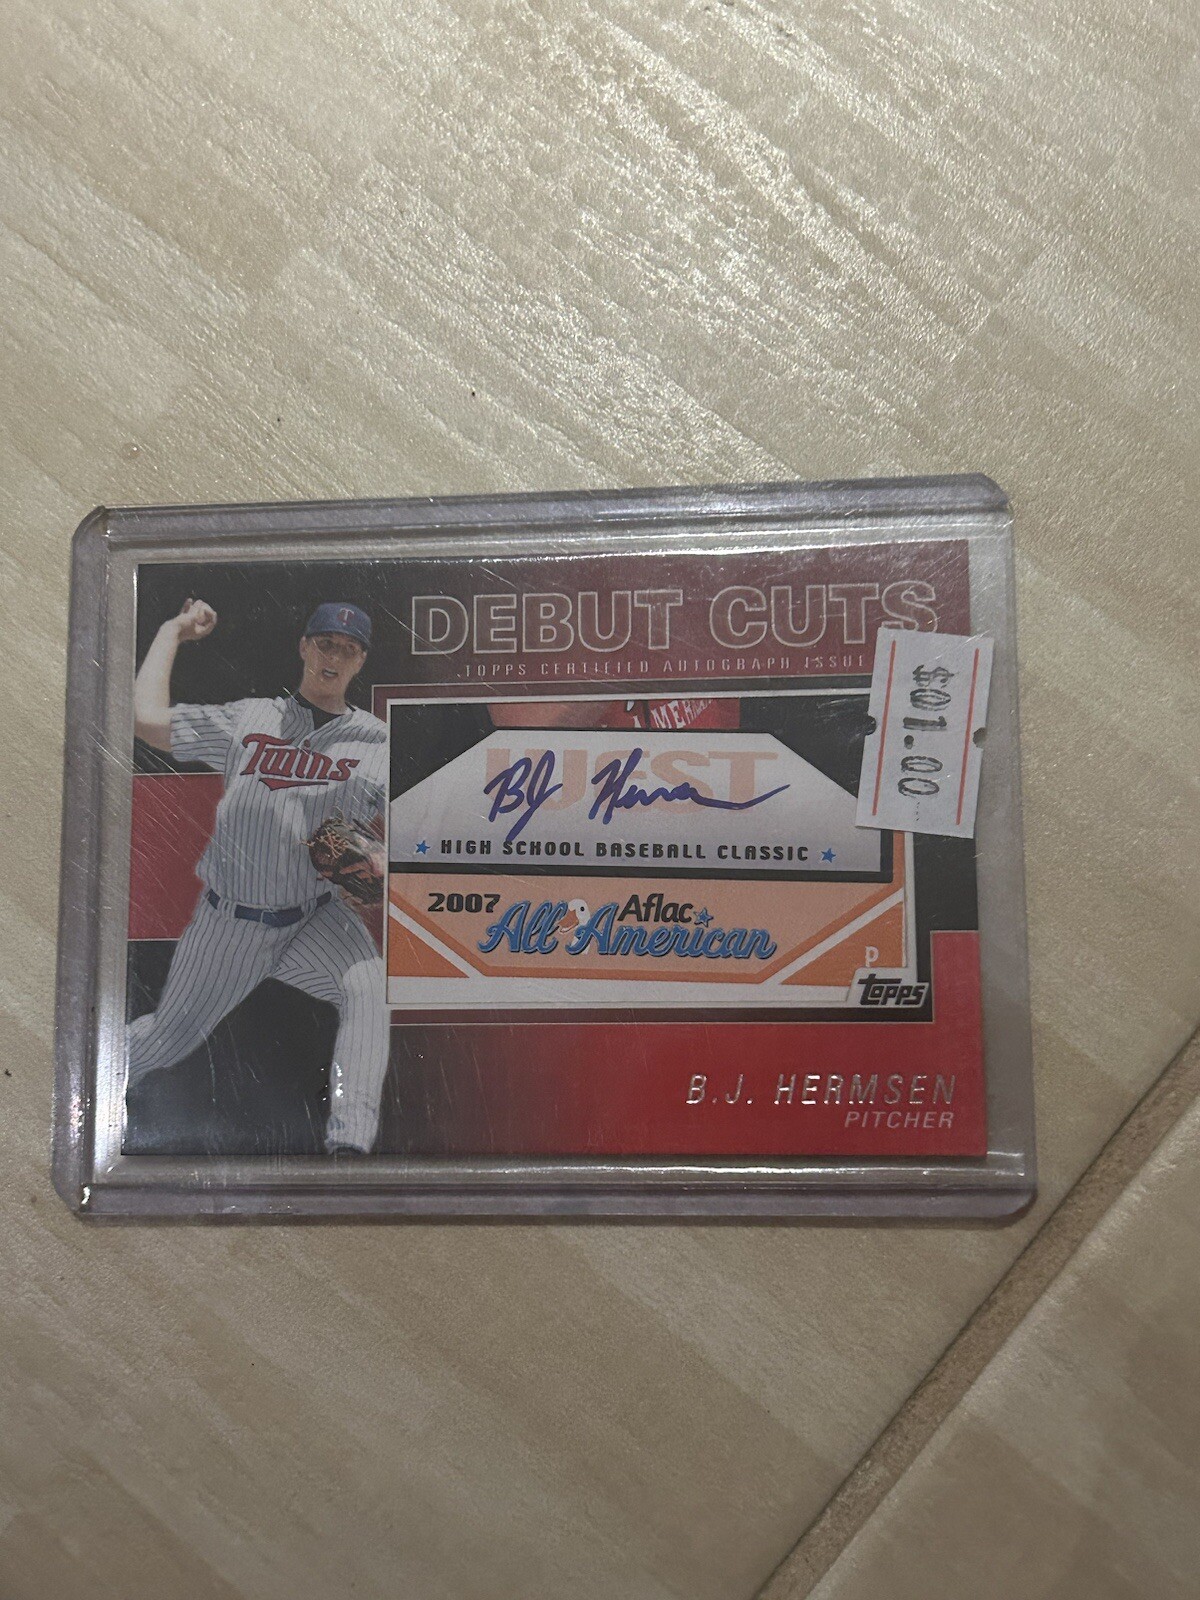 DEBUT CUTS
TOPPS CERTIFIED AUTOGRAPH ISSUE
$01.00
T
Twins
WEST
BJ
HIGH SCHOOL BASEBALL CLASSIC
2007 Aflac
All American
P
topps
B.J. HERMSEN
PITCHER